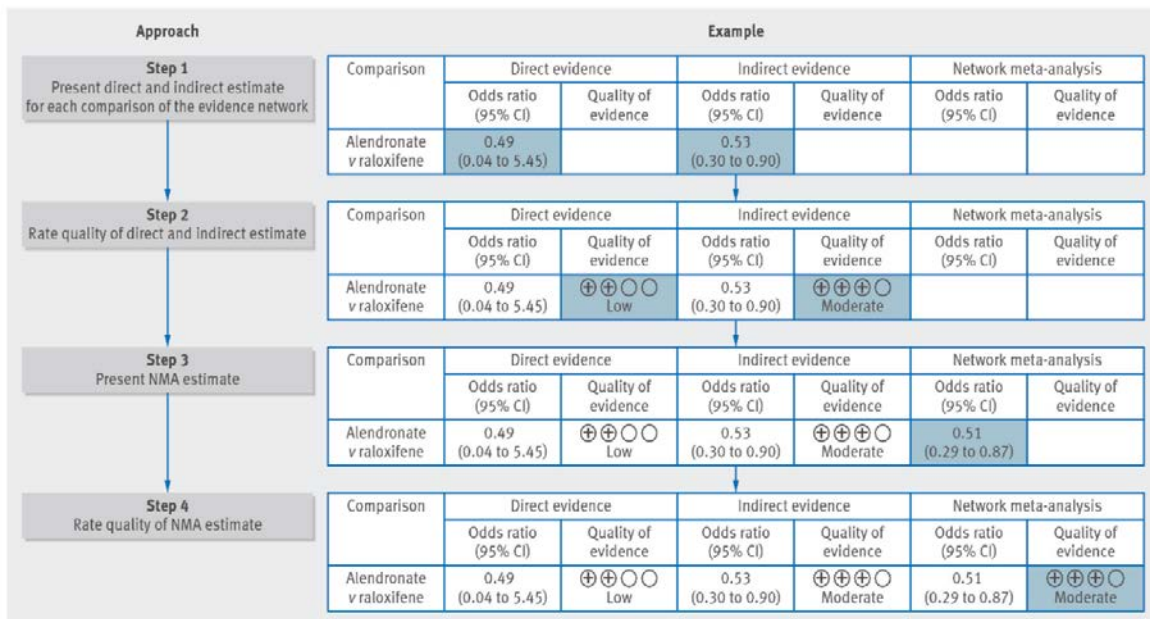 Approach
Example
Step 1
Present direct and indirect estimate
for each comparison of the evidence network
Comparison Direct evidence Indirect evidence Network meta-analysis
Odds ratio Quality of Odds ratio Quality of Odds ratio Quality of
(95% CI) evidence (95% CI) evidence (95% CI) evidence
Alendronate 0.49 0.53
v raloxifene (0.04 to 5.45) (0.30 to 0.90)
Step 2
Rate quality of direct and indirect estimate
Comparison Direct evidence Indirect evidence Network meta-analysis
Odds ratio Quality of Odds ratio Quality of Odds ratio Quality of
(95% CI) evidence (95% CI) evidence (95% CI) evidence
Alendronate 0.49 ⊕⊕○○ 0.53 ⊕⊕⊕○
v raloxifene (0.04 to 5.45) Low (0.30 to 0.90) Moderate
Step 3
Present NMA estimate
Comparison Direct evidence Indirect evidence Network meta-analysis
Odds ratio Quality of Odds ratio Quality of Odds ratio Quality of
(95% CI) evidence (95% CI) evidence (95% CI) evidence
Alendronate 0.49 ⊕⊕○○ 0.53 ⊕⊕⊕○ 0.51
v raloxifene (0.04 to 5.45) Low (0.30 to 0.90) Moderate (0.29 to 0.87)
Step 4
Rate quality of NMA estimate
Comparison Direct evidence Indirect evidence Network meta-analysis
Odds ratio Quality of Odds ratio Quality of Odds ratio Quality of
(95% CI) evidence (95% CI) evidence (95% CI) evidence
Alendronate 0.49 ⊕⊕○○ 0.53 ⊕⊕⊕○ 0.51 ⊕⊕⊕○
v raloxifene (0.04 to 5.45) Low (0.30 to 0.90) Moderate (0.29 to 0.87) Moderate